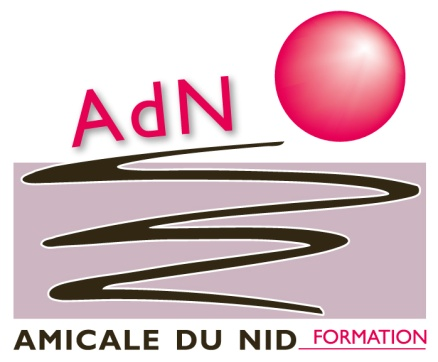 AdN
AMICALE DU NID FORMATION